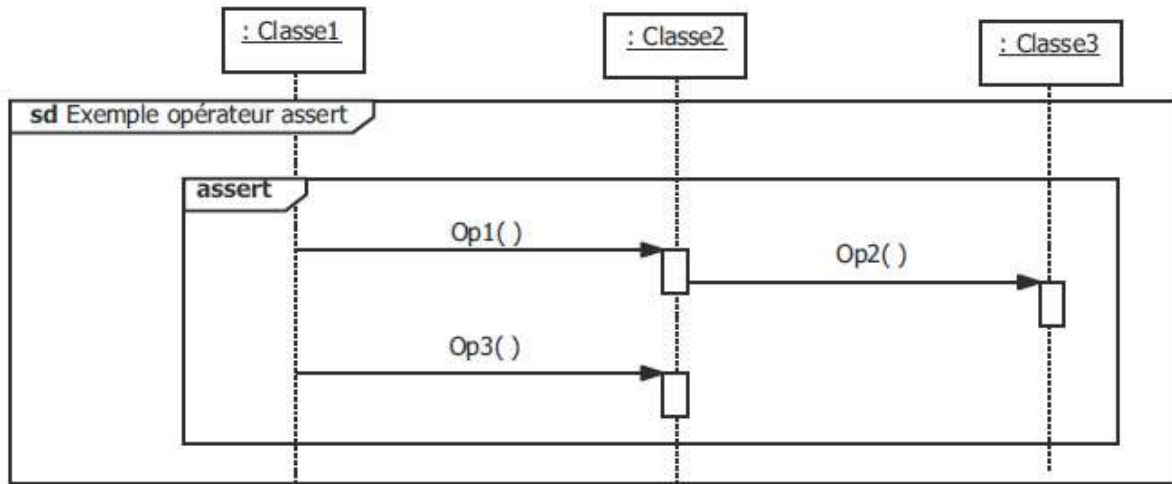 : Classe1
: Classe2
: Classe3
sd Exemple opérateur assert
assert
Op1( )
Op2( )
Op3( )